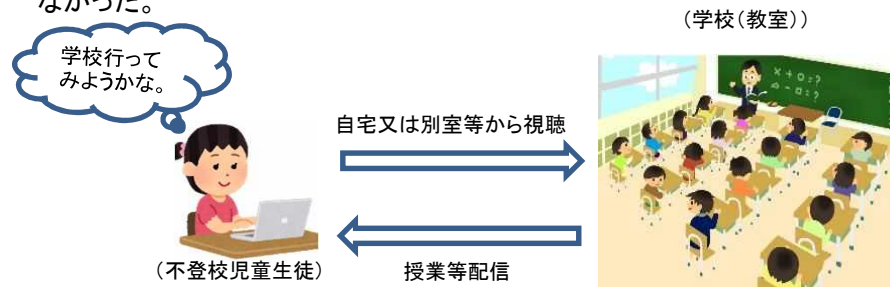 なかった。
（学校（教室））
学校行って
みようかな。
自宅又は別室等から視聴
（不登校児童生徒）
授業等配信